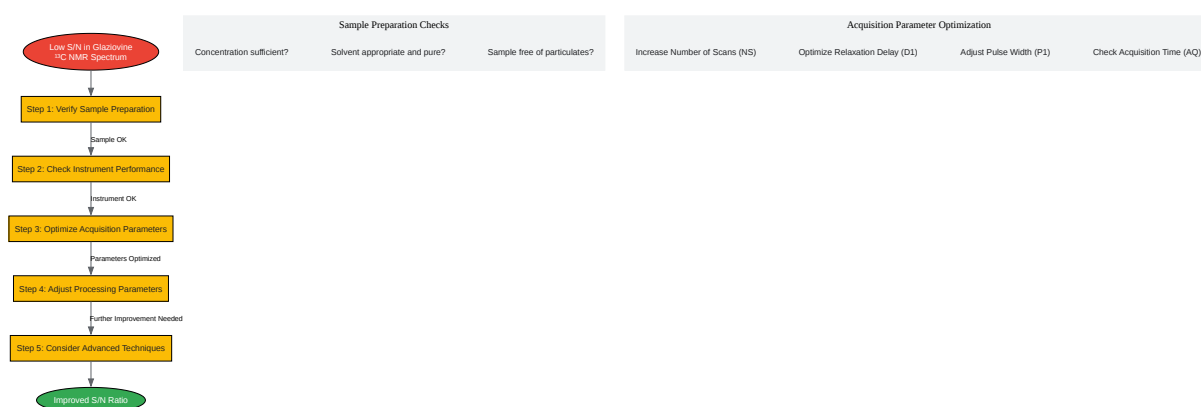 Low S/N in Glaziovine
¹³C NMR Spectrum
Step 1: Verify Sample Preparation
Sample OK
Step 2: Check Instrument Performance
Instrument OK
Step 3: Optimize Acquisition Parameters
Parameters Optimized
Step 4: Adjust Processing Parameters
Further Improvement Needed
Step 5: Consider Advanced Techniques
Improved S/N Ratio
Sample Preparation Checks
Concentration sufficient?
Solvent appropriate and pure?
Sample free of particulates?
Acquisition Parameter Optimization
Increase Number of Scans (NS)
Optimize Relaxation Delay (D1)
Adjust Pulse Width (P1)
Check Acquisition Time (AQ)